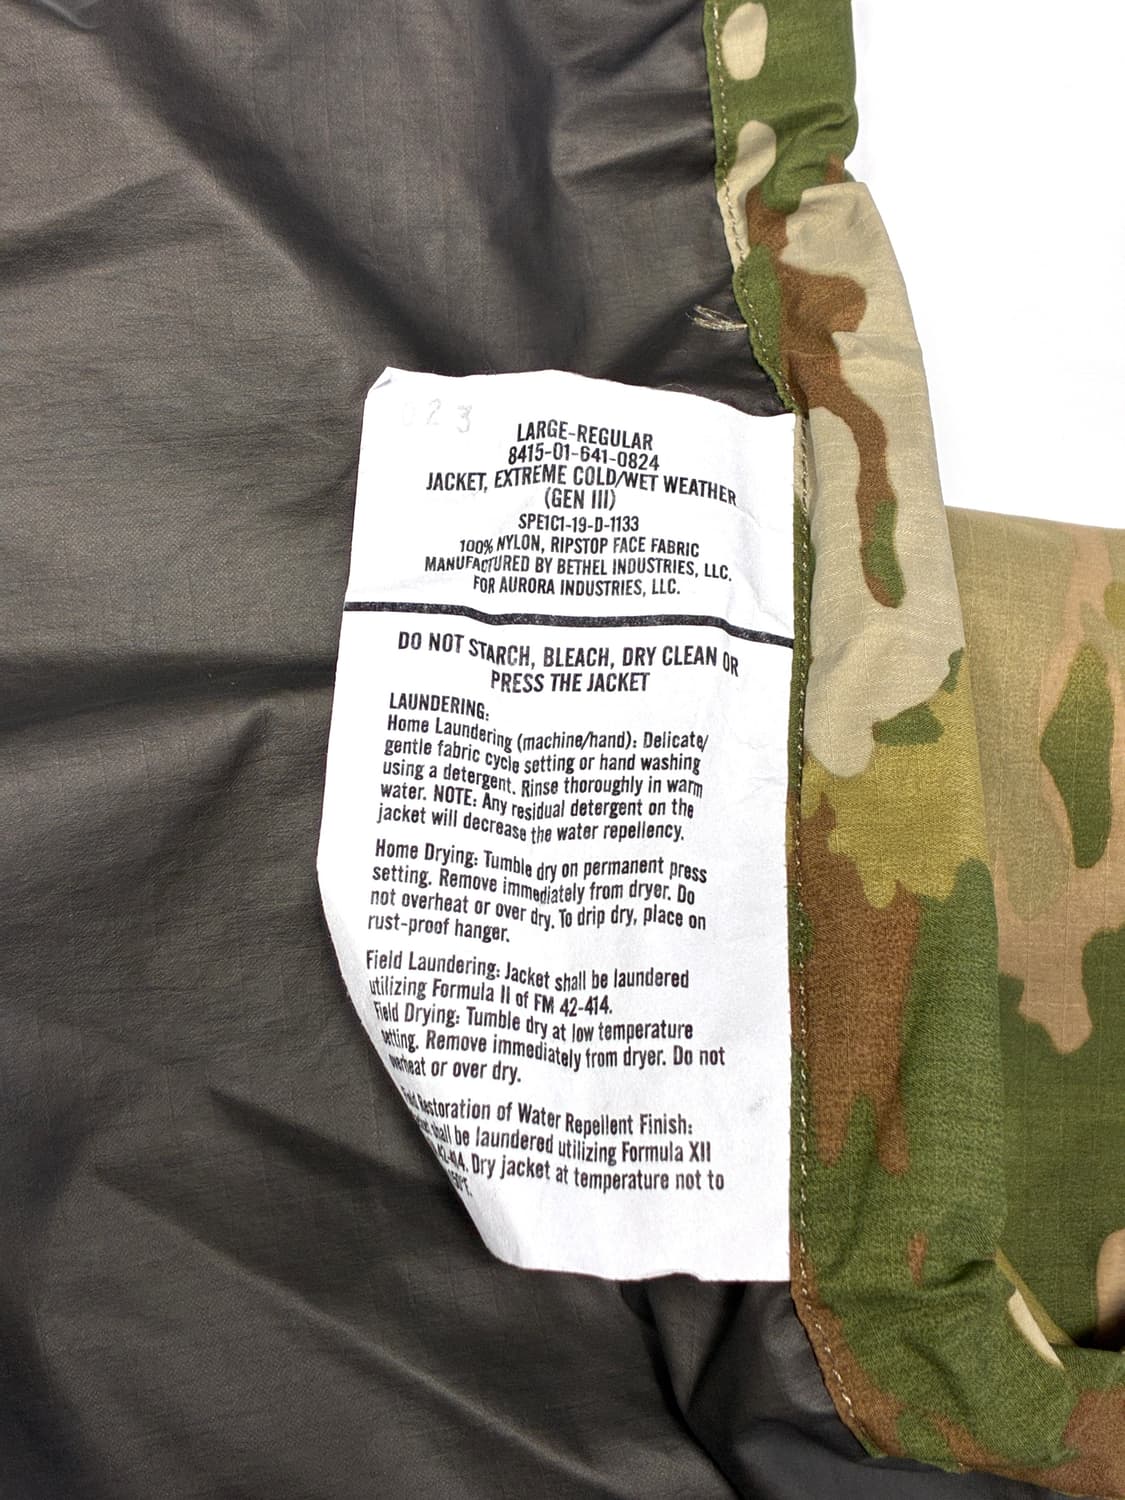 23
LARGE-REGULAR
8415-01-641-0824
JACKET, EXTREME COLD/WET WEATHER
(GEN III)
SPE1C1-19-D-1133
100% NYLON, RIPSTOP FACE FABRIC
MANUFACTURED BY BETHEL INDUSTRIES, LLC.
FOR AURORA INDUSTRIES, LLC.
DO NOT STARCH, BLEACH, DRY CLEAN OR
PRESS THE JACKET
LAUNDERING:
Home Laundering (machine/hand): Delicate/
gentle fabric cycle setting or hand washing
using a detergent. Rinse thoroughly in warm
water. NOTE: Any residual detergent on the
jacket will decrease the water repellency.
Home Drying: Tumble dry on permanent press
setting. Remove immediately from dryer. Do
not overheat or over dry. To drip dry, place on
rust-proof hanger.
Field Laundering: Jacket shall be laundered
utilizing Formula II of FM 42-414.
Field Drying: Tumble dry at low temperature
setting. Remove immediately from dryer. Do not
overheat or over dry.
Restoration of Water Repellent Finish:
shall be laundered utilizing Formula XII
42-414. Dry jacket at temperature not to
150°F.